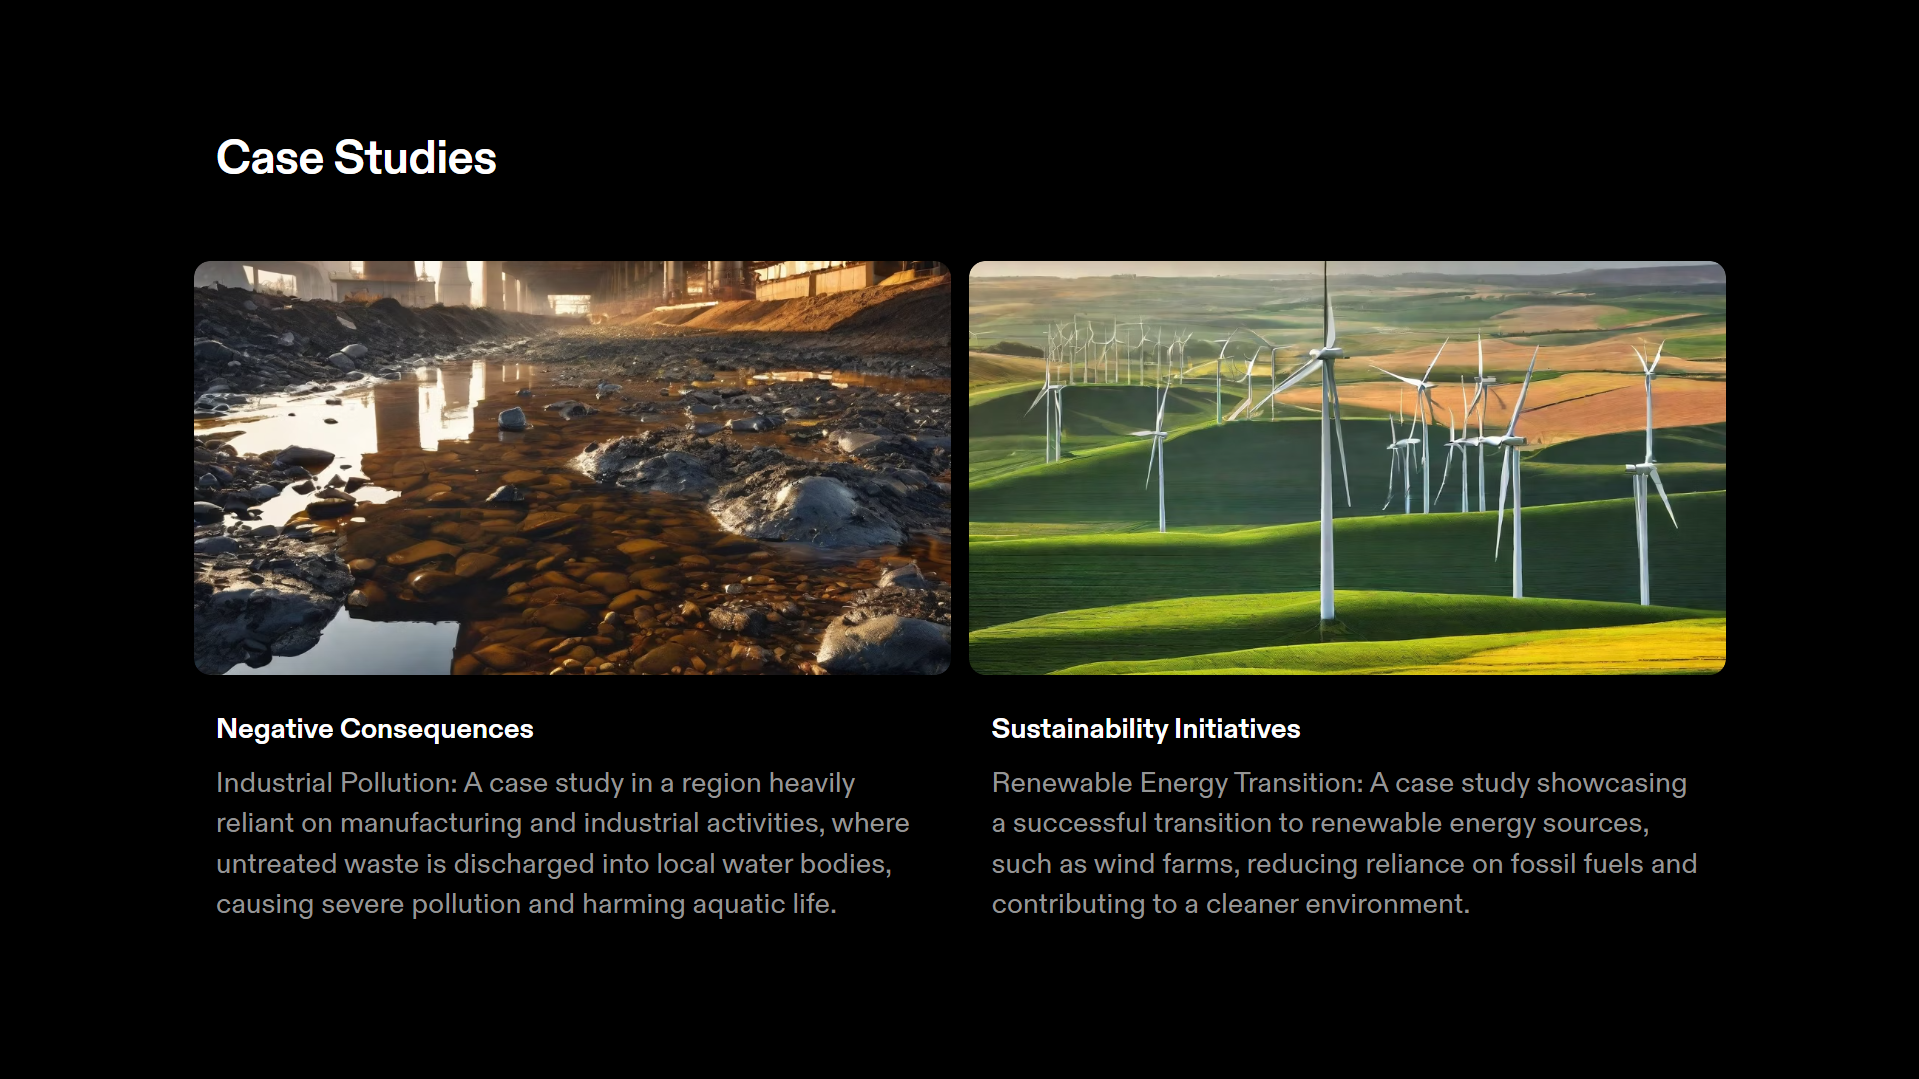 Case Studies
Negative Consequences
Industrial Pollution: A case study in a region heavily
reliant on manufacturing and industrial activities, where
untreated waste is discharged into local water bodies,
causing severe pollution and harming aquatic life.
Sustainability Initiatives
Renewable Energy Transition: A case study showcasing
a successful transition to renewable energy sources,
such as wind farms, reducing reliance on fossil fuels and
contributing to a cleaner environment.